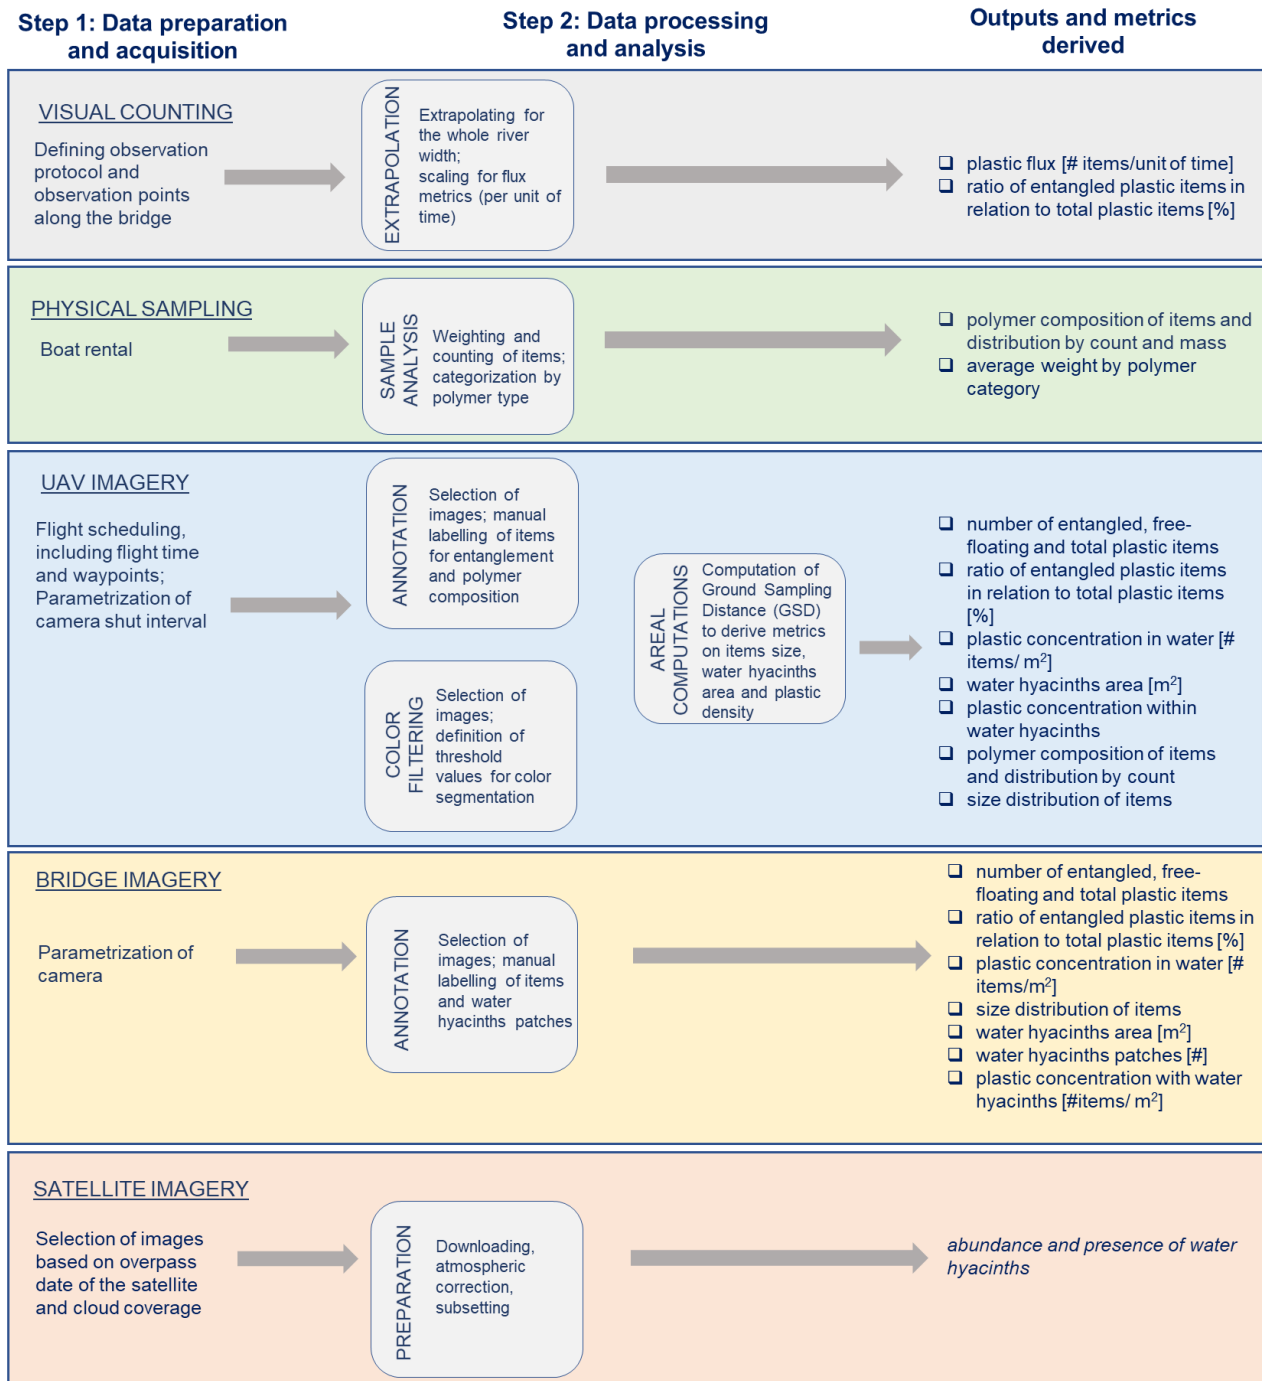 Step 1: Data preparation
and acquisition
Step 2: Data processing
and analysis
Outputs and metrics
derived
VISUAL COUNTING
Defining observation
protocol and
observation points
along the bridge
EXTRAPOLATION
Extrapolating for
the whole river
width;
scaling for flux
metrics (per unit of
time)
❑ plastic flux [# items/unit of time]
❑ ratio of entangled plastic items in
relation to total plastic items [%]
PHYSICAL SAMPLING
Boat rental
SAMPLE
ANALYSIS
Weighting and
counting of items;
categorization by
polymer type
❑ polymer composition of items and
distribution by count and mass
❑ average weight by polymer
category
UAV IMAGERY
Flight scheduling,
including flight time
and waypoints;
Parametrization of
camera shut interval
ANNOTATION
Selection of
images; manual
labelling of items
for entanglement
and polymer
composition
COLOR
FILTERING
Selection of
images;
definition of
threshold
values for color
segmentation
AREAL
COMPUTATIONS
Computation of
Ground Sampling
Distance (GSD)
to derive metrics
on items size,
water hyacinths
area and plastic
density
❑ number of entangled, free-
floating and total plastic items
❑ ratio of entangled plastic items
in relation to total plastic items
[%]
❑ plastic concentration in water [#
items/ m²]
❑ water hyacinths area [m²]
❑ plastic concentration within
water hyacinths
❑ polymer composition of items
and distribution by count
❑ size distribution of items
BRIDGE IMAGERY
Parametrization of
camera
ANNOTATION
Selection of
images; manual
labelling of items
and water
hyacinths patches
❑ number of entangled, free-
floating and total plastic items
❑ ratio of entangled plastic items in
relation to total plastic items [%]
❑ plastic concentration in water [#
items/m²]
❑ size distribution of items
❑ water hyacinths area [m²]
❑ water hyacinths patches [#]
❑ plastic concentration with water
hyacinths [#items/ m²]
SATELLITE IMAGERY
Selection of images
based on overpass
date of the satellite
and cloud coverage
PREPARATION
Downloading,
atmospheric
correction,
subsetting
abundance and presence of water
hyacinths